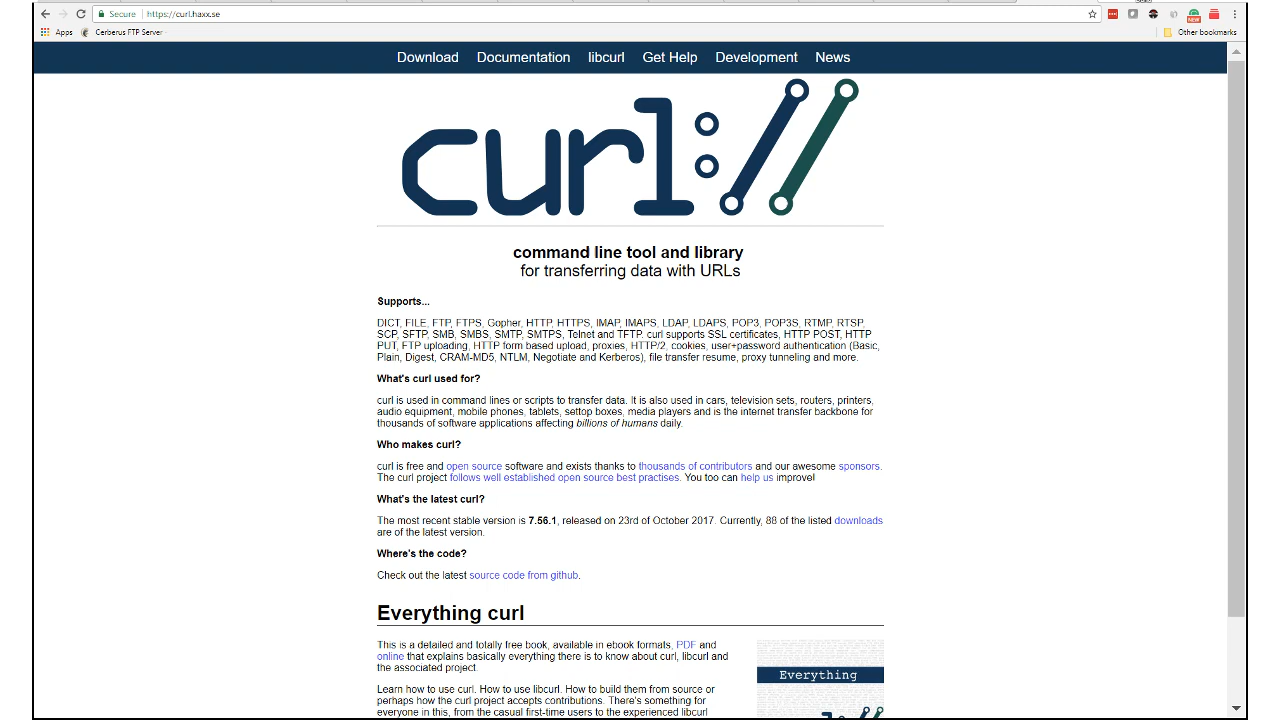 Secure https://curl.haxx.se
Apps Cerberus FTP Server Other bookmarks
NEW
Download Documentation libcurl Get Help Development News
curl://
command line tool and library
for transferring data with URLs
Supports...
DICT, FILE, FTP, FTPS, Gopher, HTTP, HTTPS, IMAP, IMAPS, LDAP, LDAPS, POP3, POP3S, RTMP, RTSP,
SCP, SFTP, SMB, SMBS, SMTP, SMTPS, Telnet and TFTP. curl supports SSL certificates, HTTP POST, HTTP
PUT, FTP uploading, HTTP form based upload, proxies, HTTP/2, cookies, user+password authentication (Basic,
Plain, Digest, CRAM-MD5, NTLM, Negotiate and Kerberos), file transfer resume, proxy tunneling and more.
What's curl used for?
curl is used in command lines or scripts to transfer data. It is also used in cars, television sets, routers, printers,
audio equipment, mobile phones, tablets, settop boxes, media players and is the internet transfer backbone for
thousands of software applications affecting billions of humans daily.
Who makes curl?
curl is free and open source software and exists thanks to thousands of contributors and our awesome sponsors.
The curl project follows well established open source best practises. You too can help us improve!
What's the latest curl?
The most recent stable version is 7.56.1, released on 23rd of October 2017. Currently, 88 of the listed downloads
are of the latest version.
Where's the code?
Check out the latest source code from github.
Everything curl
This is a detailed and totally free book, available in ebook formats, PDF and
online that explains basically everything there is to know about curl, libcurl and
the associated project.
Everything
Learn how to use curl. How to use libcurl. How to build them from source or
perhaps how the curl project accepts contributions. There's something for
everyone in this, from the casual first-time users to the experienced libcurl